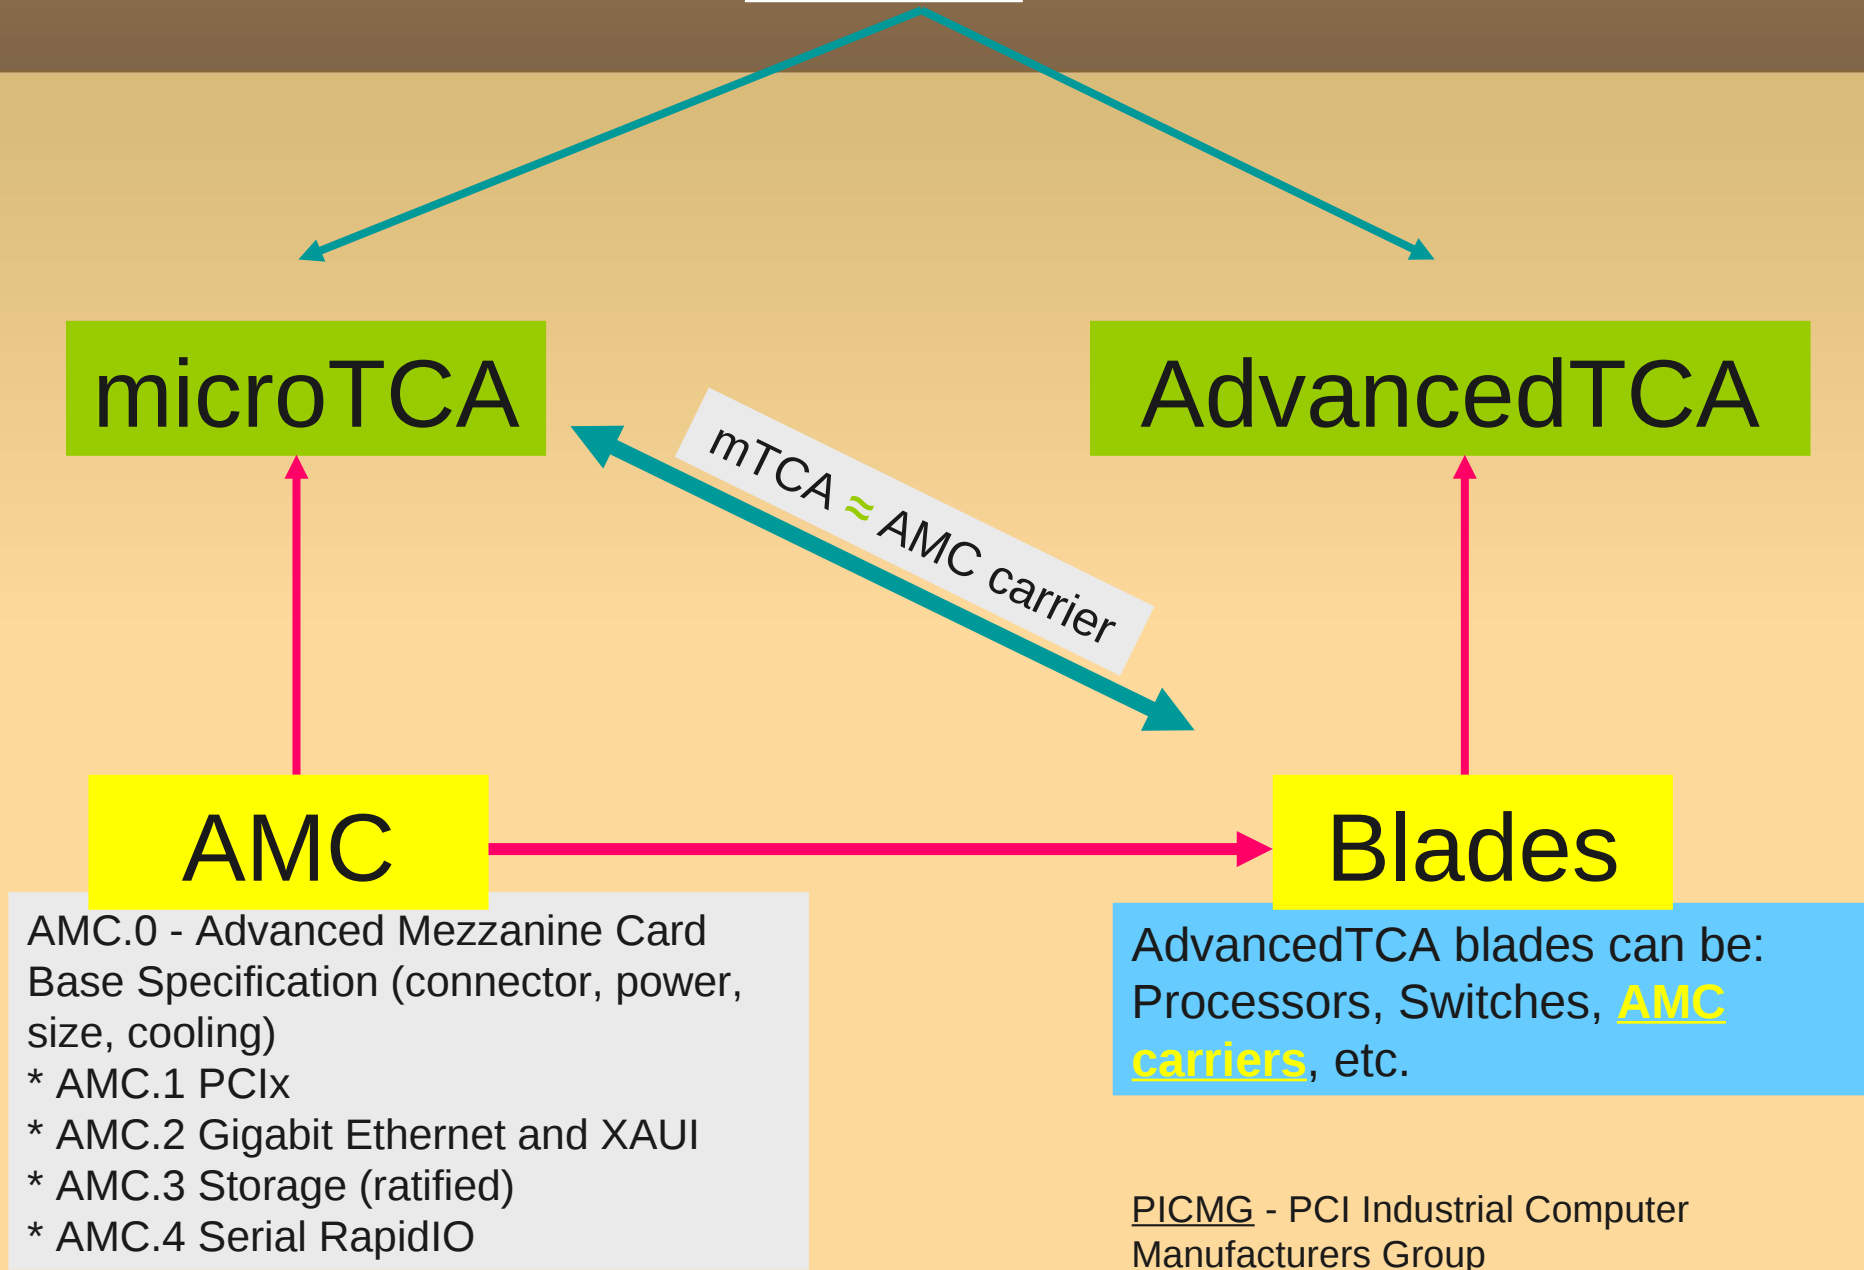 microTCA
AdvancedTCA
mTCA ≈ AMC carrier
AMC
Blades
AMC.0 - Advanced Mezzanine Card
Base Specification (connector, power,
size, cooling)
* AMC.1 PCIx
* AMC.2 Gigabit Ethernet and XAUI
* AMC.3 Storage (ratified)
* AMC.4 Serial RapidIO
AdvancedTCA blades can be:
Processors, Switches, AMC
carriers, etc.
PICMG - PCI Industrial Computer
Manufacturers Group